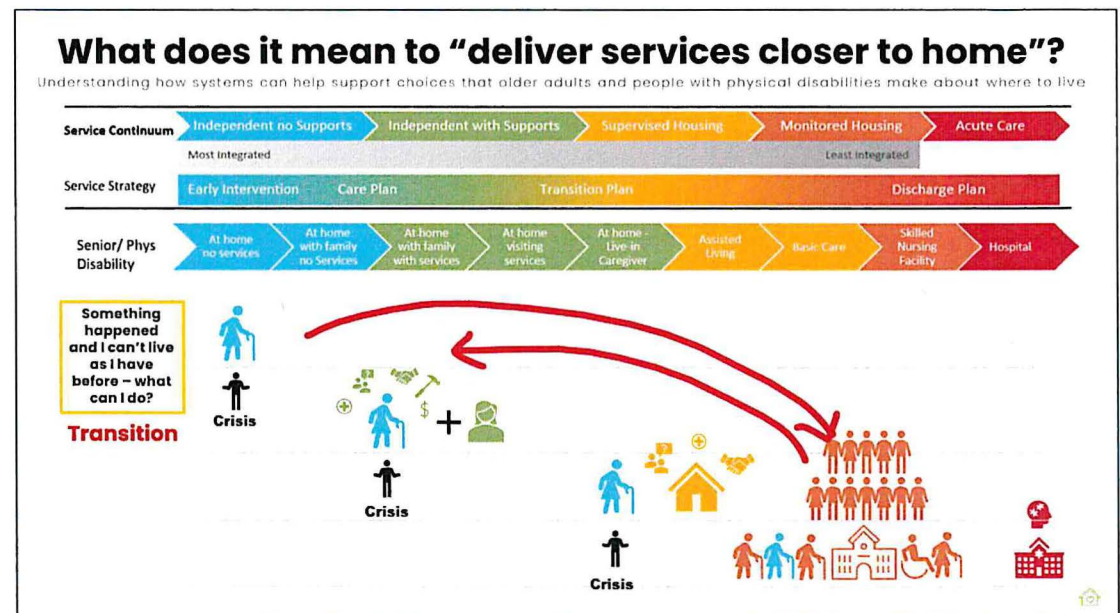 What does it mean to “deliver services closer to home”?
Understanding how systems can help support choices that older adults and people with physical disabilities make about where to live
Service Continuum
Independent no Supports
Independent with Supports
Supervised Housing
Monitored Housing
Acute Care
Most Integrated
Least Integrated
Service Strategy
Early Intervention
Care Plan
Transition Plan
Discharge Plan
Senior/ Phys
Disability
At home
no services
At home
with family
no Services
At home
with family
with services
At home
visiting
services
At home -
Live-in
Caregiver
Assisted
Living
Basic Care
Skilled
Nursing
Facility
Hospital
Something
happened
and I can’t live
as I have
before – what
can I do?
Transition
Crisis
$
+
Crisis
Crisis